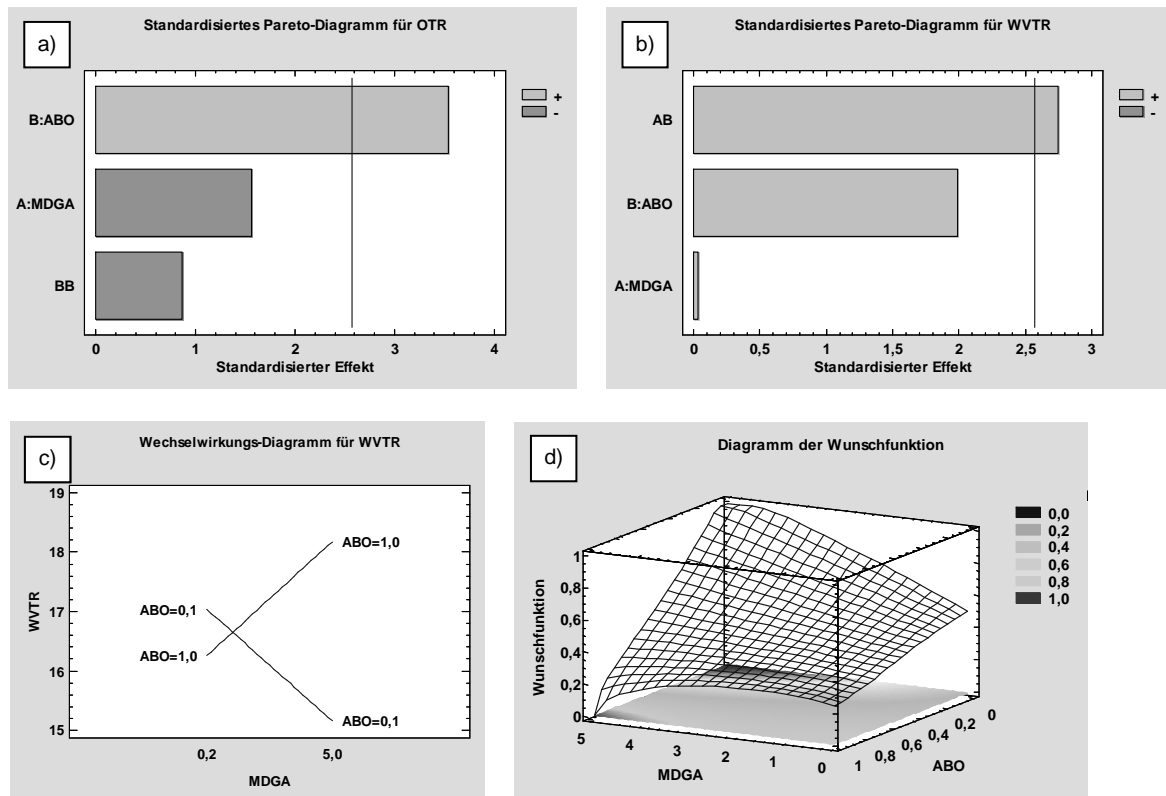 a)
Standardisiertes Pareto-Diagramm für OTR
+
-
B:ABO
A:MDGA
BB
0 1 2 3 4
Standardisierter Effekt
b)
Standardisiertes Pareto-Diagramm für WVTR
+
-
AB
B:ABO
A:MDGA
0 0,5 1 1,5 2 2,5 3
Standardisierter Effekt
c)
Wechselwirkungs-Diagramm für WVTR
WVTR
19
18
17
16
15
ABO=1,0
ABO=0,1
ABO=1,0
ABO=0,1
0,2 5,0
MDGA
d)
Diagramm der Wunschfunktion
0,0
0,2
0,4
0,6
0,8
1,0
Wunschfunktion
1
0,8
0,6
0,4
0,2
0
5 4 3 2 1 0
MDGA
1 0,8 0,6 0,4 0,2 0
ABO